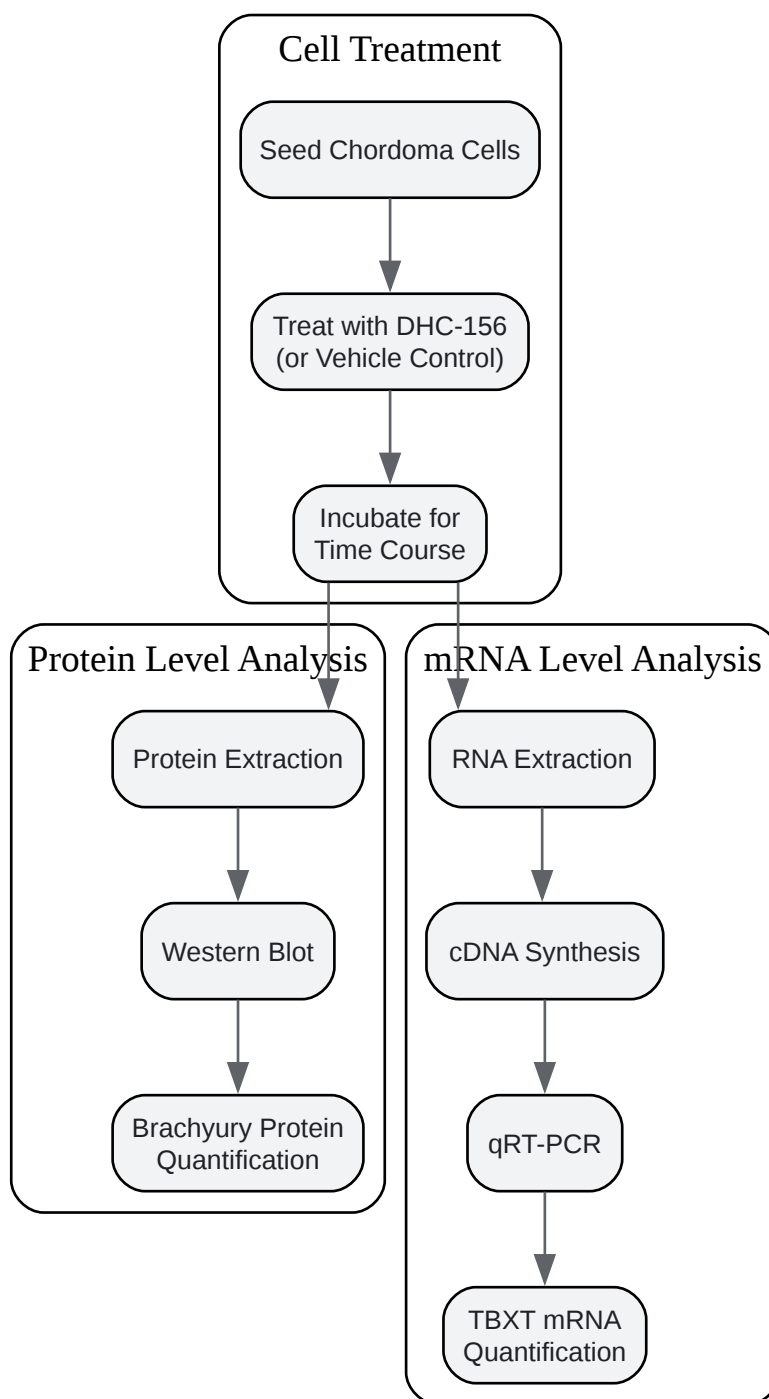 Cell Treatment
Seed Chordoma Cells
Treat with DHC-156
(or Vehicle Control)
Incubate for
Time Course
Protein Level Analysis
Protein Extraction
Western Blot
Brachyury Protein
Quantification
mRNA Level Analysis
RNA Extraction
cDNA Synthesis
qRT-PCR
TBXT mRNA
Quantification